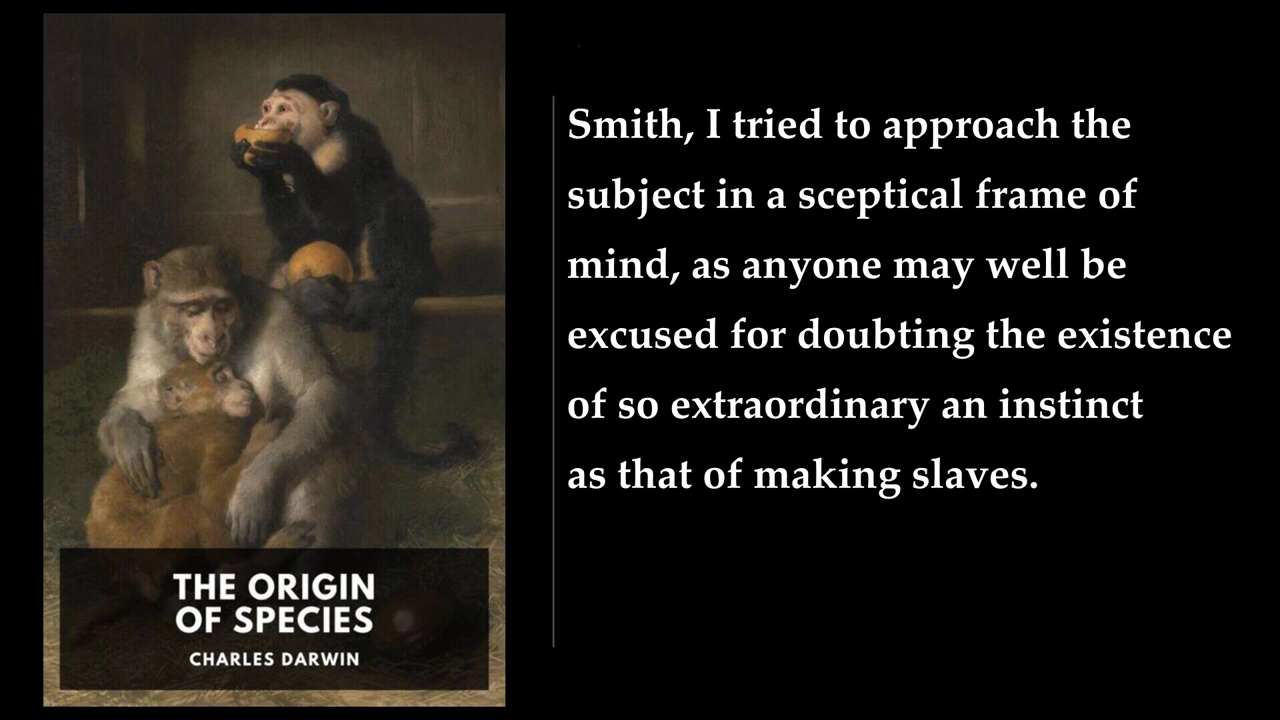 THE ORIGIN
OF SPECIES
CHARLES DARWIN
Smith, I tried to approach the
subject in a sceptical frame of
mind, as anyone may well be
excused for doubting the existence
of so extraordinary an instinct
as that of making slaves.